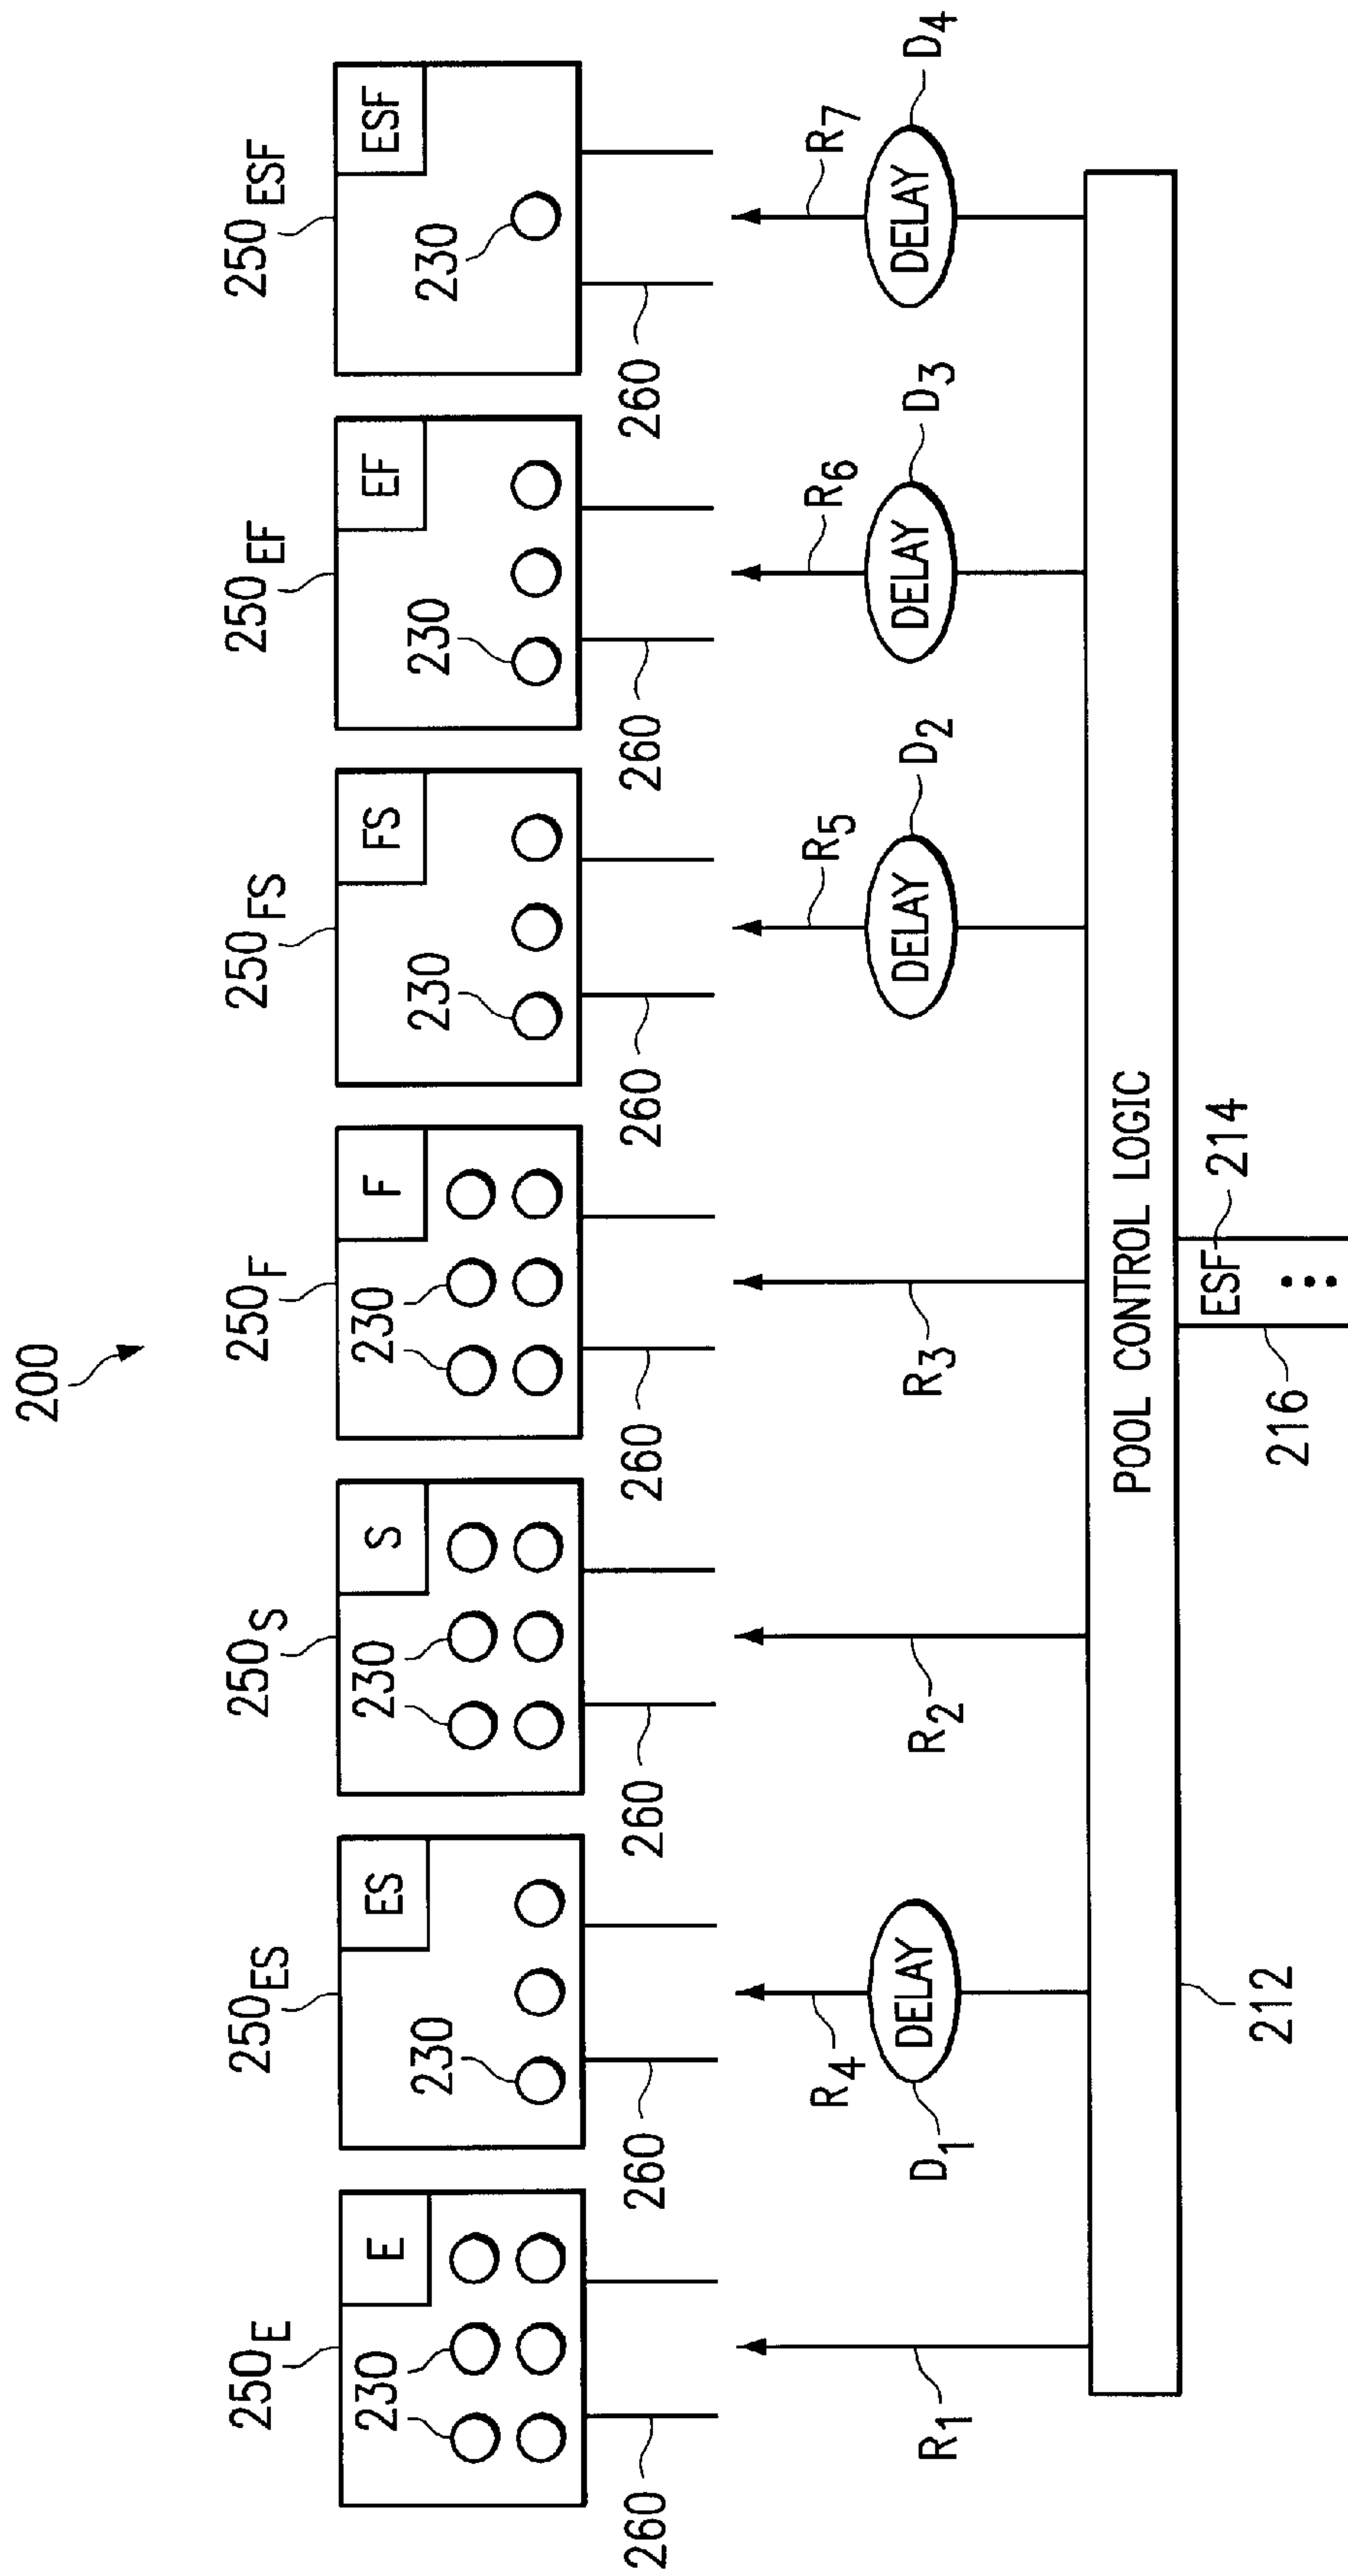 200
250E
250ES
250S
250F
250FS
250EF
250ESF
E
ES
S
F
FS
EF
ESF
230
230
230
230
230
230
230
260
260
260
260
260
260
260
R1
R4
R2
R3
R5
R6
R7
D1
DELAY
DELAY
D2
DELAY
D3
DELAY
D4
POOL CONTROL LOGIC
212
216
ESF
214